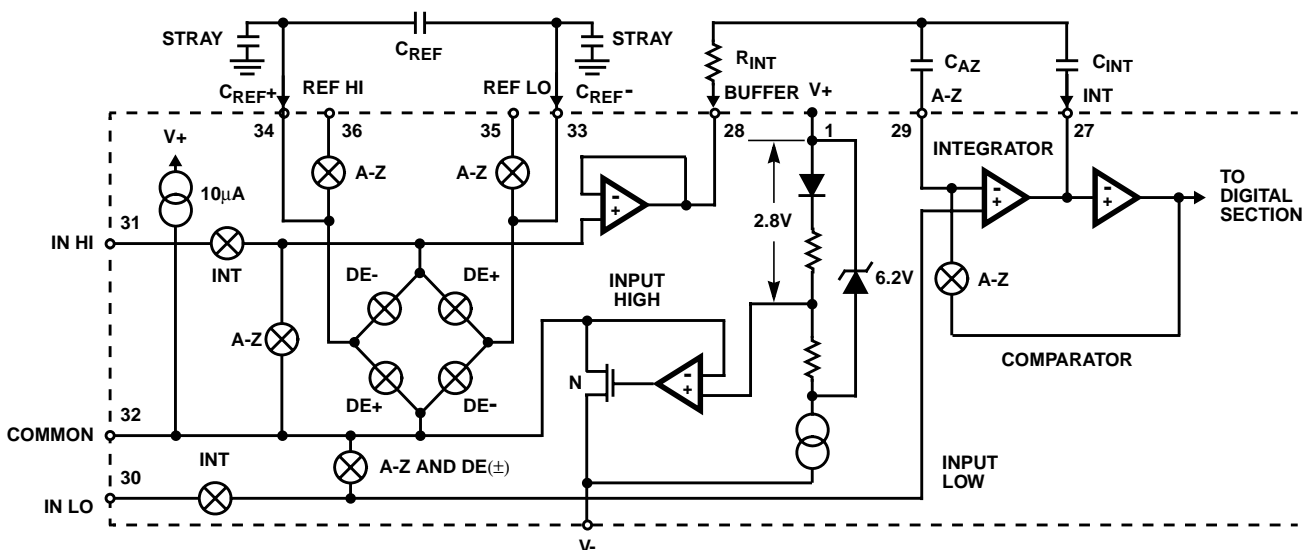 STRAY
C_REF
STRAY
C_REF+
REF HI
REF LO
C_REF-
R_INT
BUFFER
V+
C_AZ
A-Z
C_INT
INT
34
36
35
33
28
1
29
27
V+
10µA
A-Z
A-Z
2.8V
6.2V
INTEGRATOR
-
+
-
+
-
+
TO
DIGITAL
SECTION
31
IN HI
INT
DE-
DE+
A-Z
DE+
DE-
INPUT
HIGH
N
-
+
A-Z
COMPARATOR
32
COMMON
INT
A-Z AND DE(±)
30
IN LO
INPUT
LOW
V-